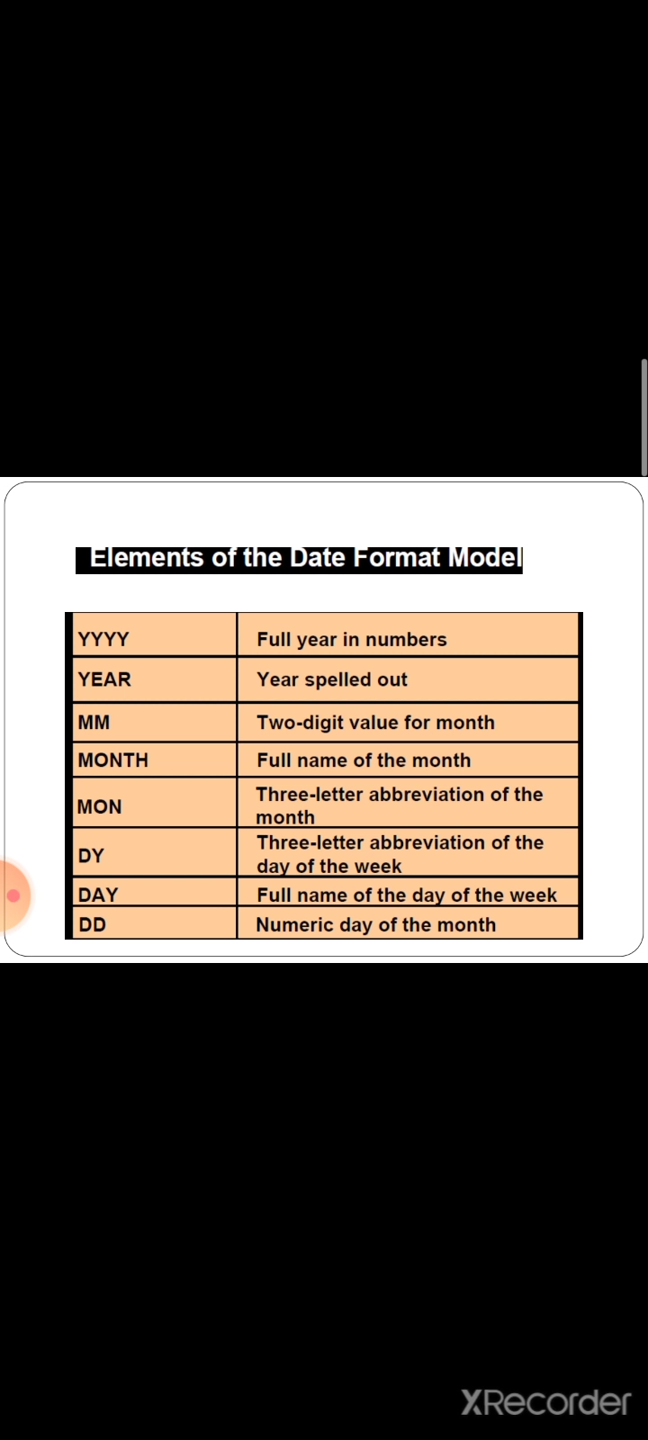 Elements of the Date Format Model
YYYY Full year in numbers
YEAR Year spelled out
MM Two-digit value for month
MONTH Full name of the month
MON Three-letter abbreviation of the
month
DY Three-letter abbreviation of the
day of the week
DAY Full name of the day of the week
DD Numeric day of the month
XRecorder